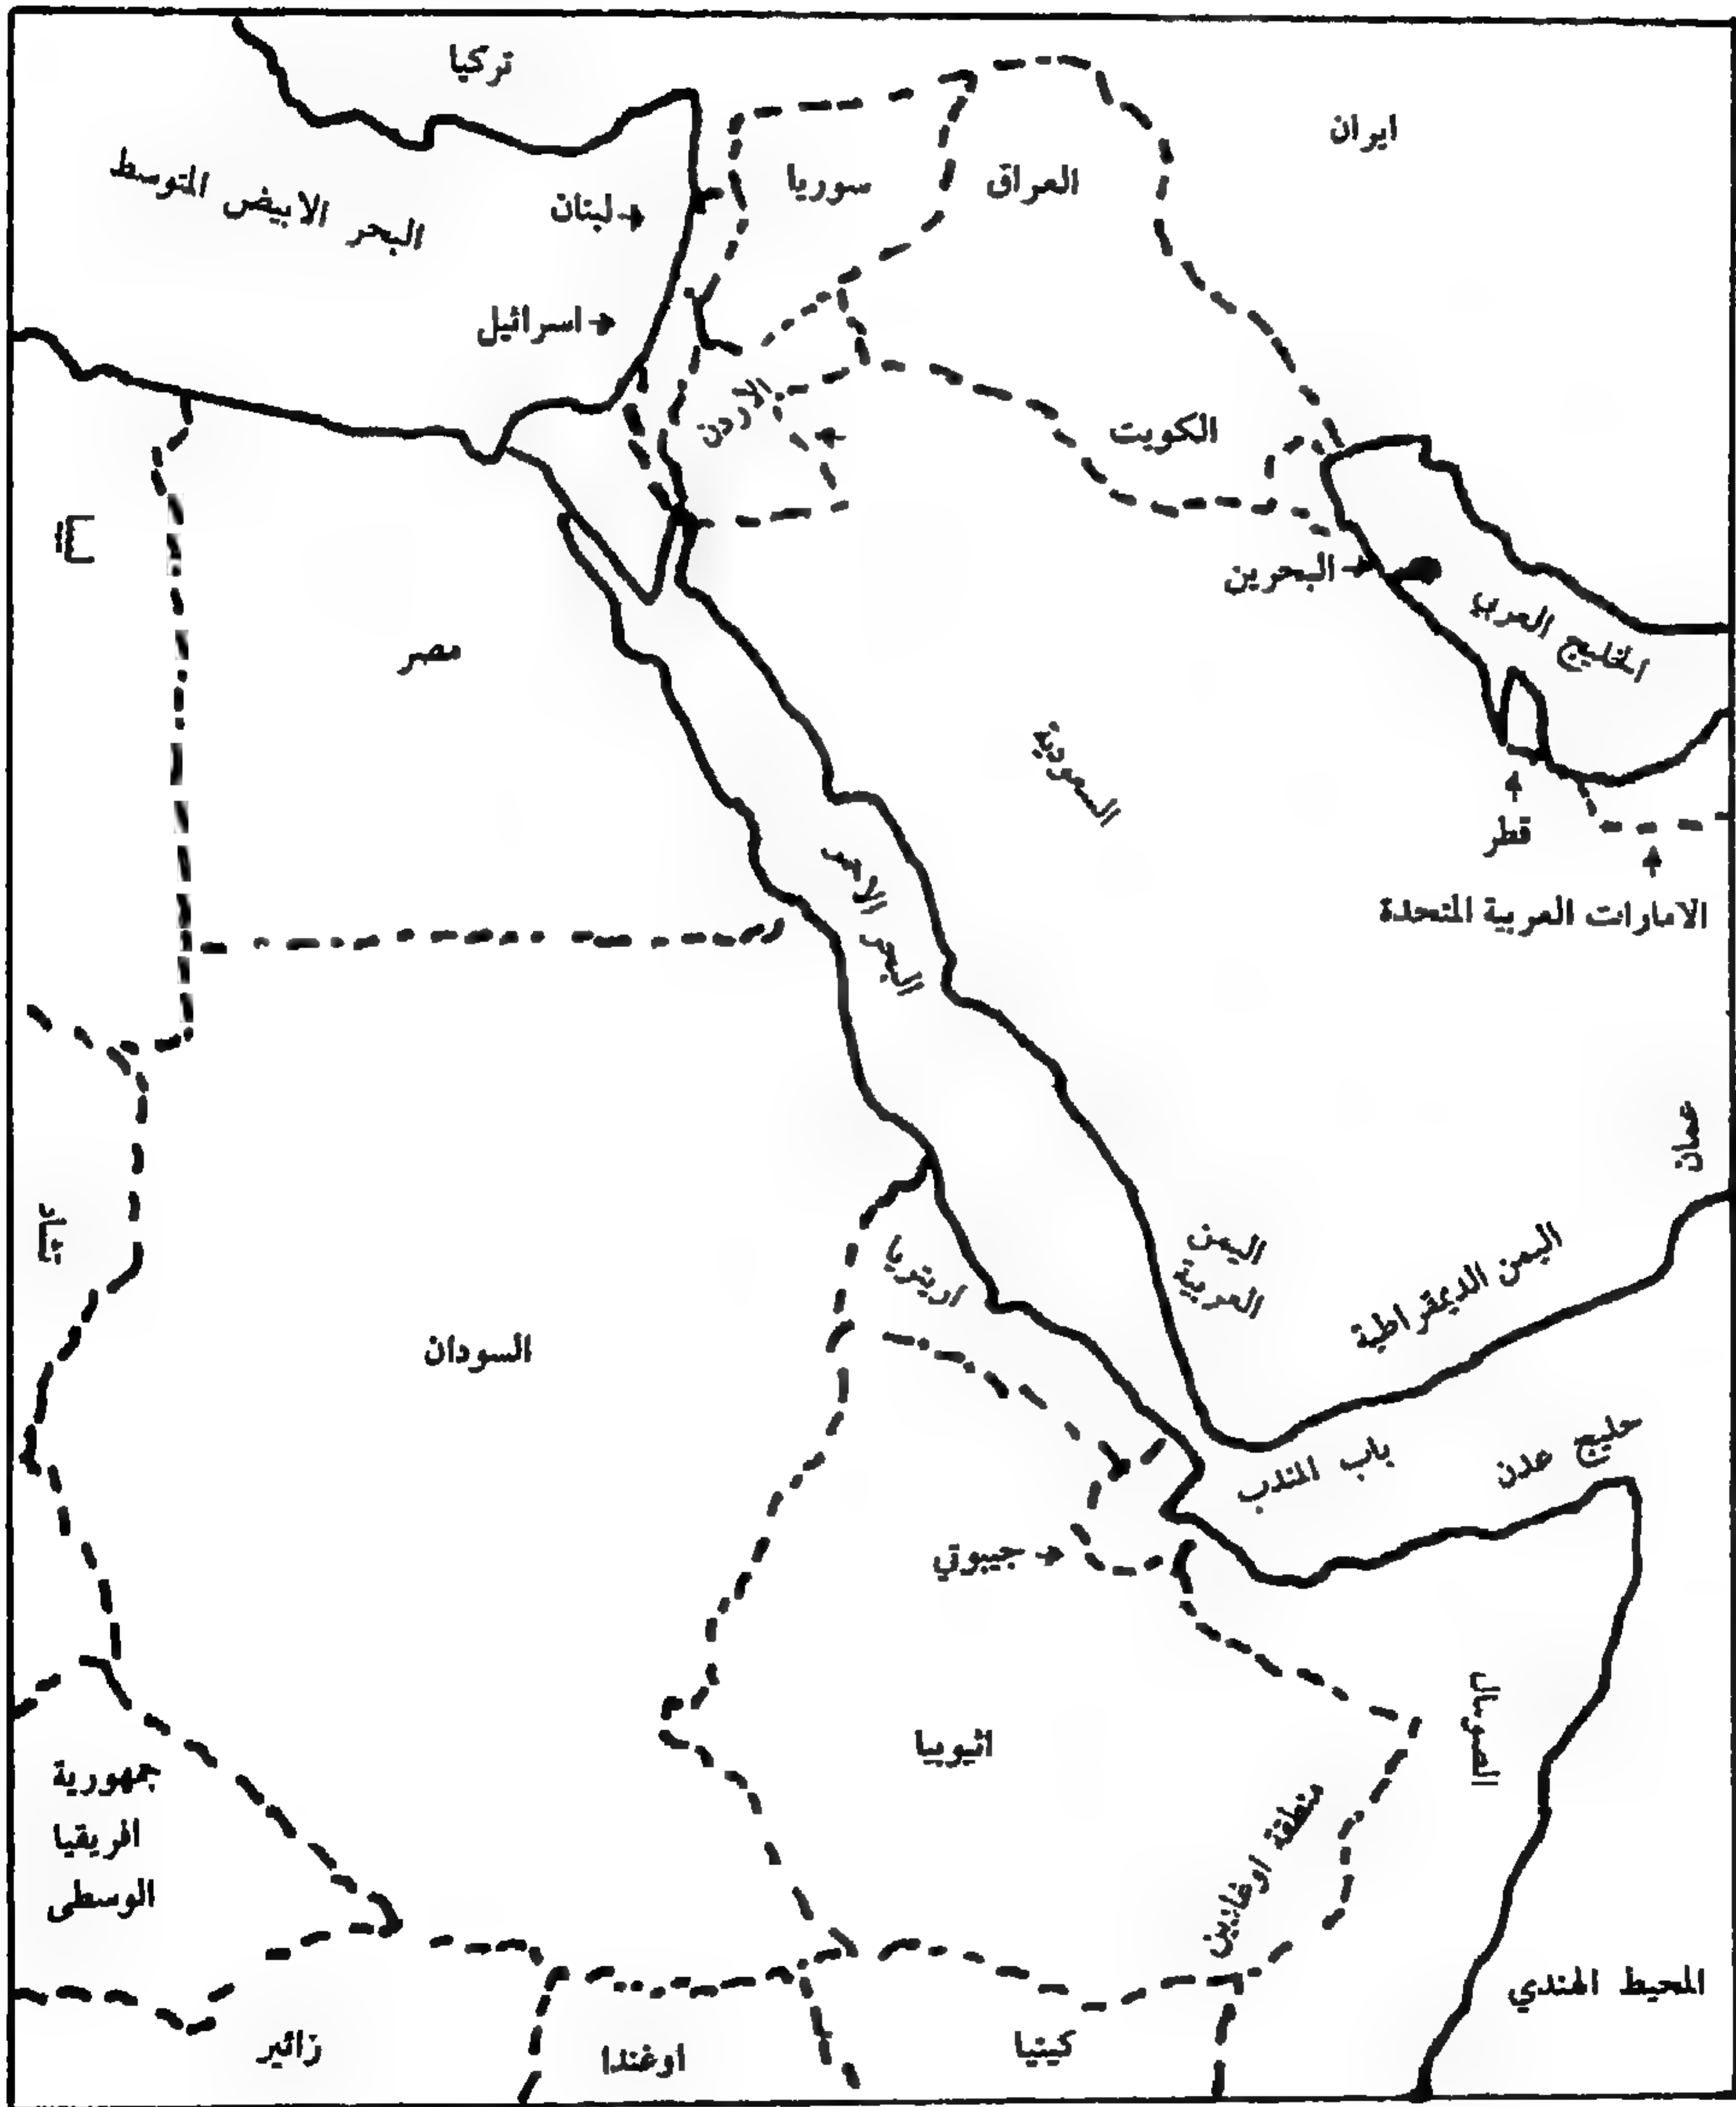 تركيا
ايران
سوريا
العراق
البحر الابيض المتوسط
لبنان
اسرائيل
الاردن
الكويت
البحرين
الخليج العربي
مصر
السعودية
قطر
الامارات العربية المتحدة
البحر الاحمر
عمان
اليمن
العربية
اليمن الديمقراطية
اريتريا
السودان
باب المندب
خليج عدن
جيبوتي
الصومال
اثيوبيا
منطقة اوغادين
جمهورية
افريقيا
الوسطى
المحيط الهندي
زائير
اوغندا
كينيا